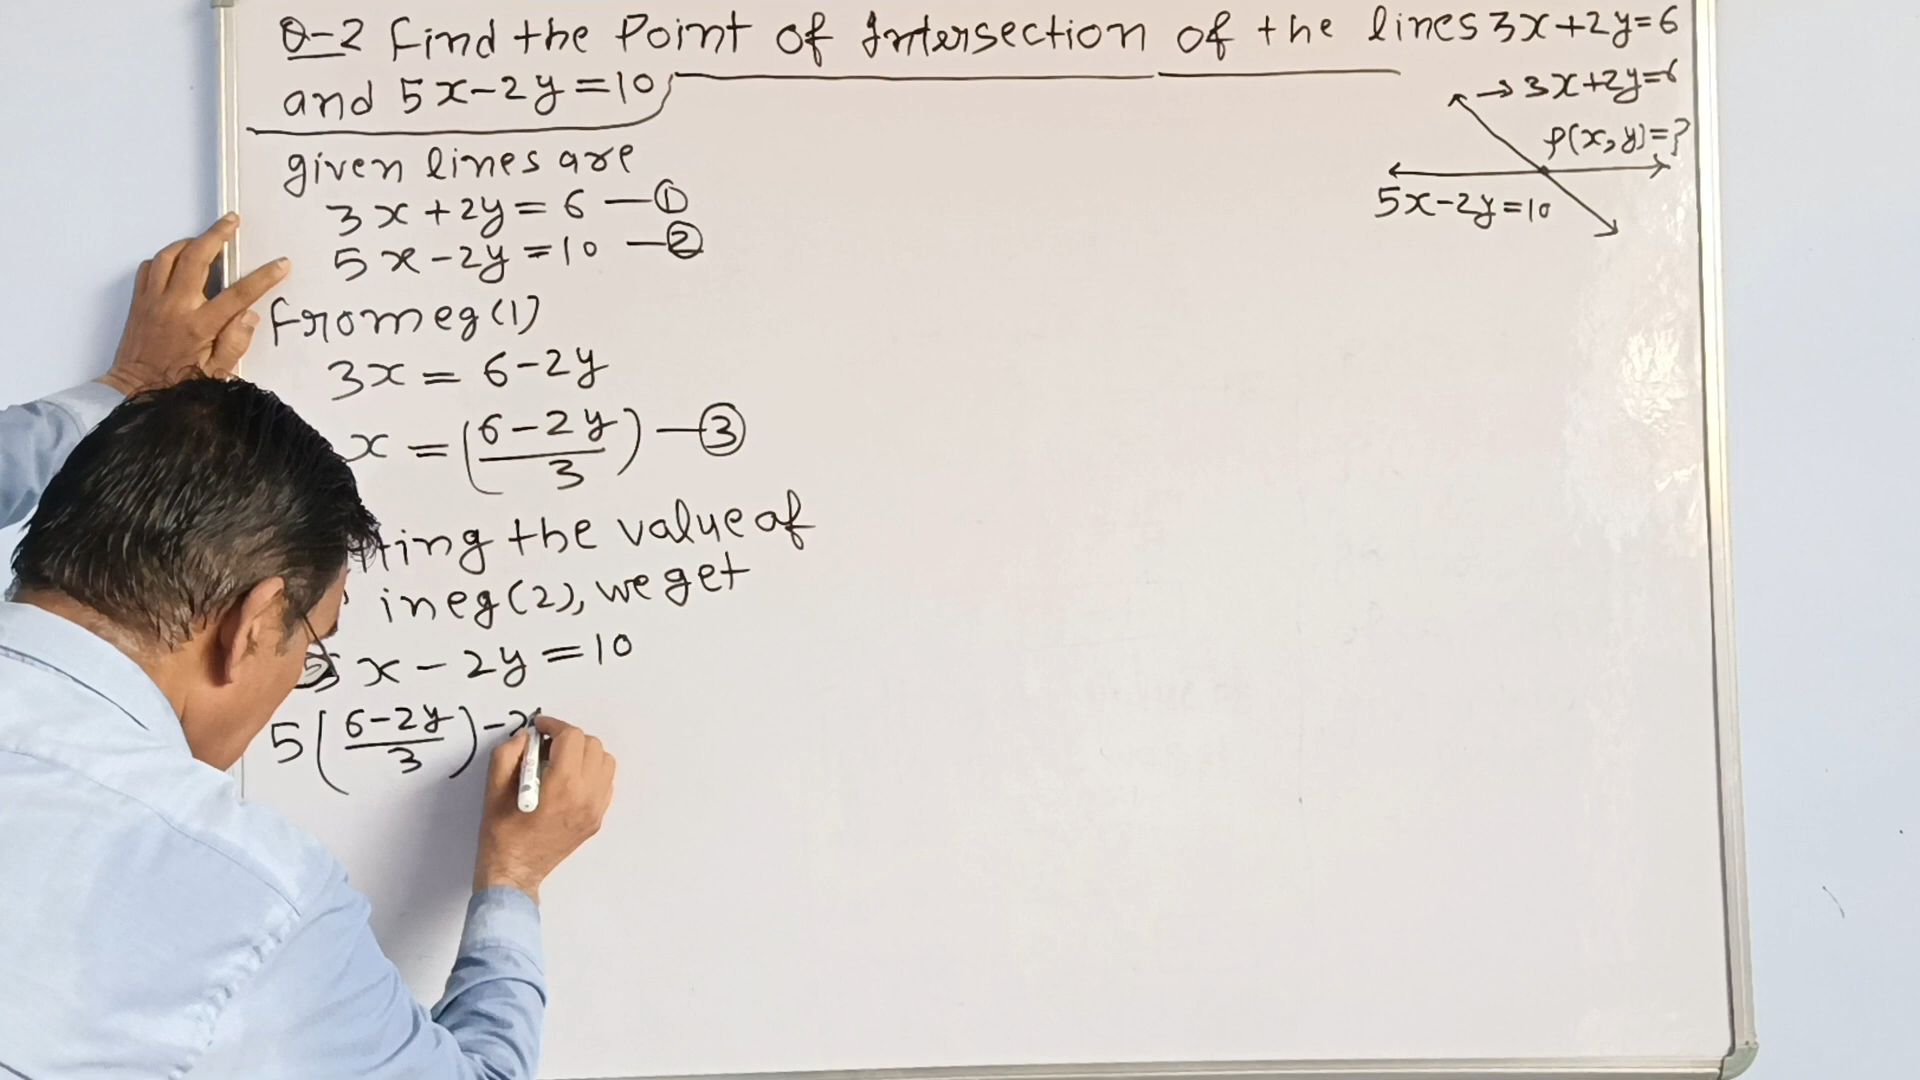 Q-2 Find the Point of Intersection of the lines 3x+2y=6
and 5x-2y=10
→3x+2y=6
P(x,y)=?
5x-2y=10
given lines are
3x+2y=6 —①
5x-2y=10 —②
from eq(1)
3x = 6-2y
x = (6-2y/3) —③
ting the value of
in eq(2), we get
5x - 2y = 10
5(6-2y/3) -2